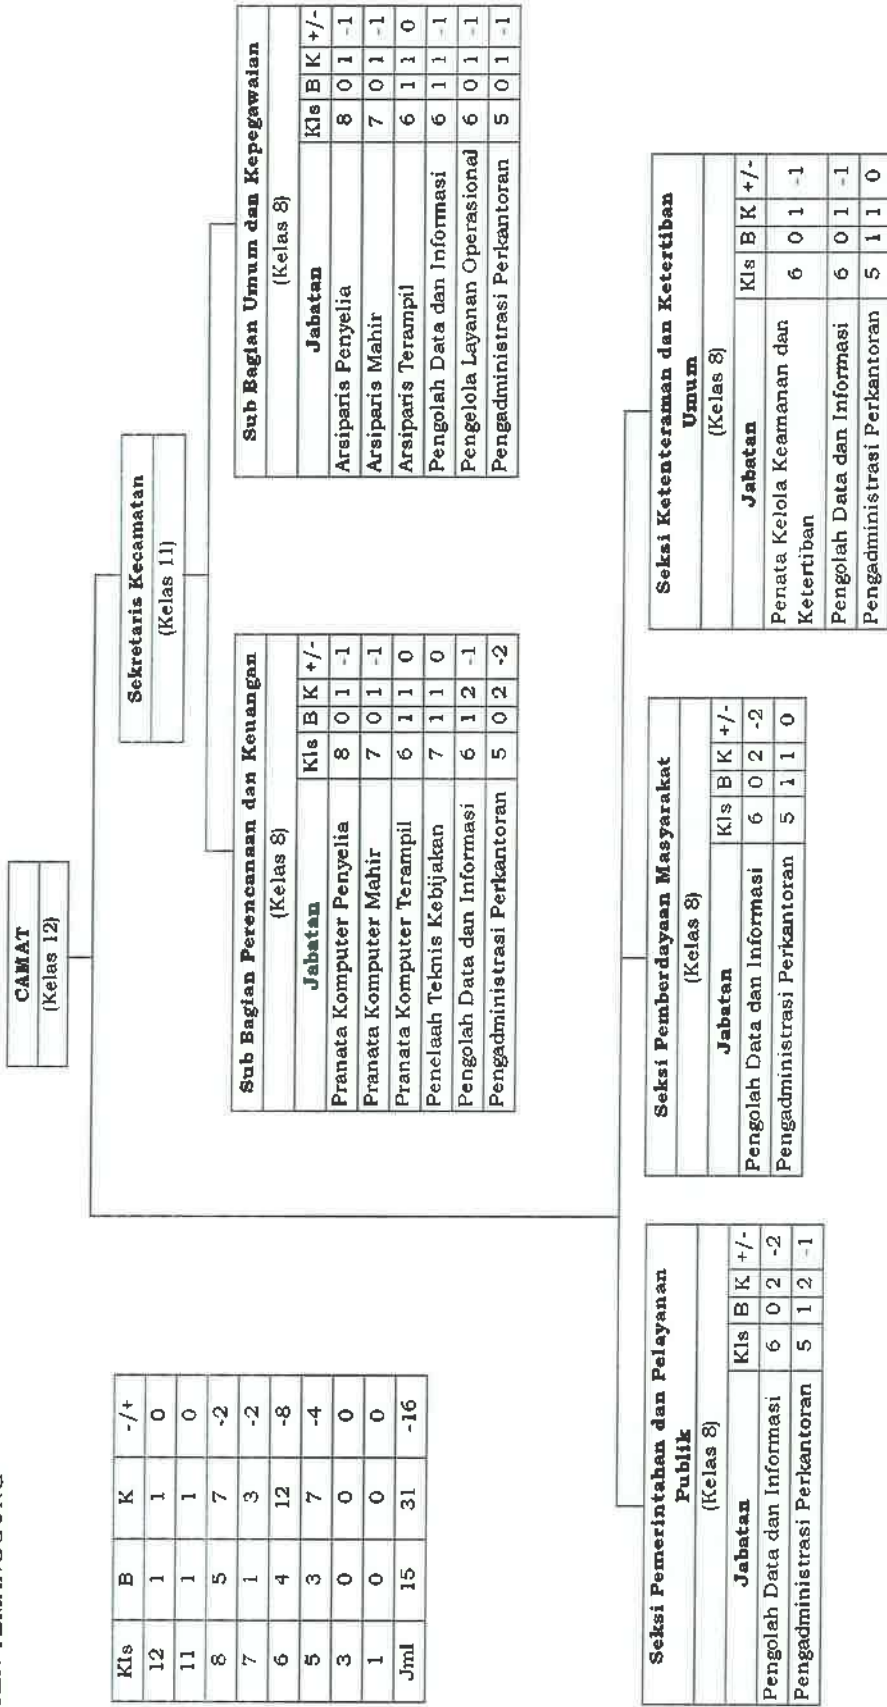 CAMAT
(Kelas 12)
Sekretaris Kecamatan
(Kelas 11)
Kls B K -/+
12 1 1 0
11 1 1 0
8 5 7 -2
7 1 3 -2
6 4 12 -8
5 3 7 -4
3 0 0 0
1 0 0 0
Jml 15 31 -16
Sub Bagian Perencanaan dan Keuangan
(Kelas 8)
Jabatan Kls B K +/-
Pranata Komputer Penyelia 8 0 1 -1
Pranata Komputer Mahir 7 0 1 -1
Pranata Komputer Terampil 6 1 1 0
Penelaah Teknis Kebijakan 7 1 1 0
Pengolah Data dan Informasi 6 1 2 -1
Pengadministrasi Perkantoran 5 0 2 -2
Sub Bagian Umum dan Kepegawaian
(Kelas 8)
Jabatan Kls B K +/-
Arsiparis Penyelia 8 0 1 -1
Arsiparis Mahir 7 0 1 -1
Arsiparis Terampil 6 1 1 0
Pengolah Data dan Informasi 6 1 1 -1
Pengelola Layanan Operasional 6 0 1 -1
Pengadministrasi Perkantoran 5 0 1 -1
Seksi Pemerintahan dan Pelayanan
Publik
(Kelas 8)
Jabatan Kls B K +/-
Pengolah Data dan Informasi 6 0 2 -2
Pengadministrasi Perkantoran 5 1 2 -1
Seksi Pemberdayaan Masyarakat
(Kelas 8)
Jabatan Kls B K +/-
Pengolah Data dan Informasi 6 0 2 -2
Pengadministrasi Perkantoran 5 1 1 0
Seksi Ketenteraman dan Ketertiban
Umum
(Kelas 8)
Jabatan Kls B K +/-
Penata Kelola Keamanan dan
Ketertiban 6 0 1 -1
Pengolah Data dan Informasi 6 0 1 -1
Pengadministrasi Perkantoran 5 1 1 0